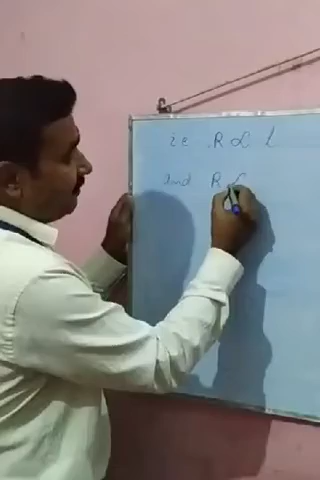 ie R ∝ l
and R ∝